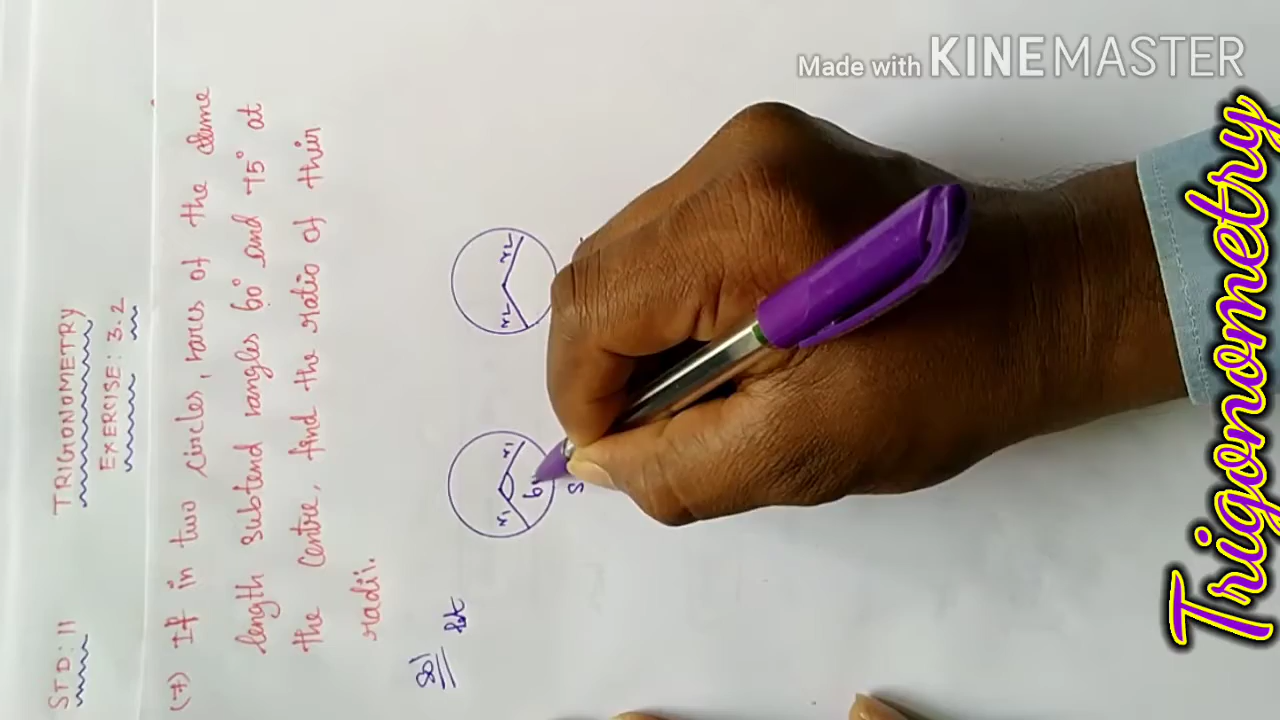 STD: 11 TRIGONOMETRY
EXERCISE: 3.2
(7) If in two circles, arcs of the same
length subtend angles 60° and 75° at
the centre, find the ratio of their
radii.
Sol
let
r1 r1
r2 r2
60
S
Made with KINEMASTER
Trigonometry